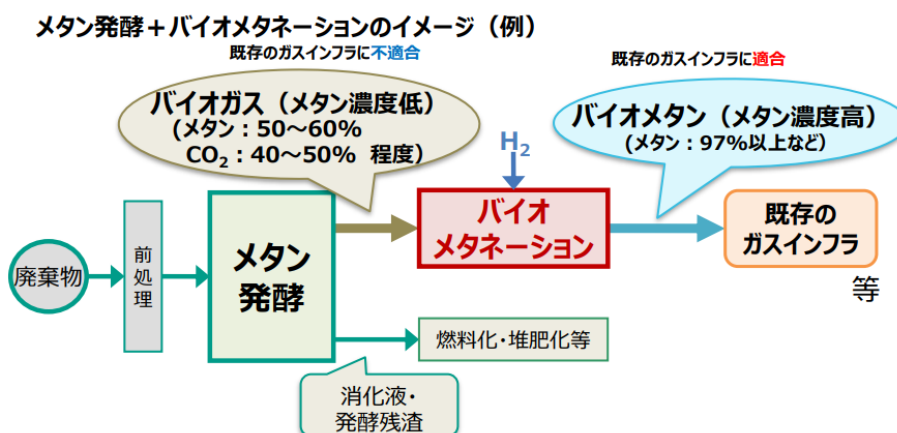 メタン発酵+バイオメタネーションのイメージ(例)
既存のガスインフラに不適合
バイオガス(メタン濃度低)
(メタン:50~60%
CO₂:40~50% 程度)
既存のガスインフラに適合
バイオメタン(メタン濃度高)
(メタン:97%以上など)
H₂
廃棄物
前処理
メタン
発酵
バイオ
メタネーション
既存の
ガスインフラ
等
燃料化・堆肥化等
消化液・
発酵残渣